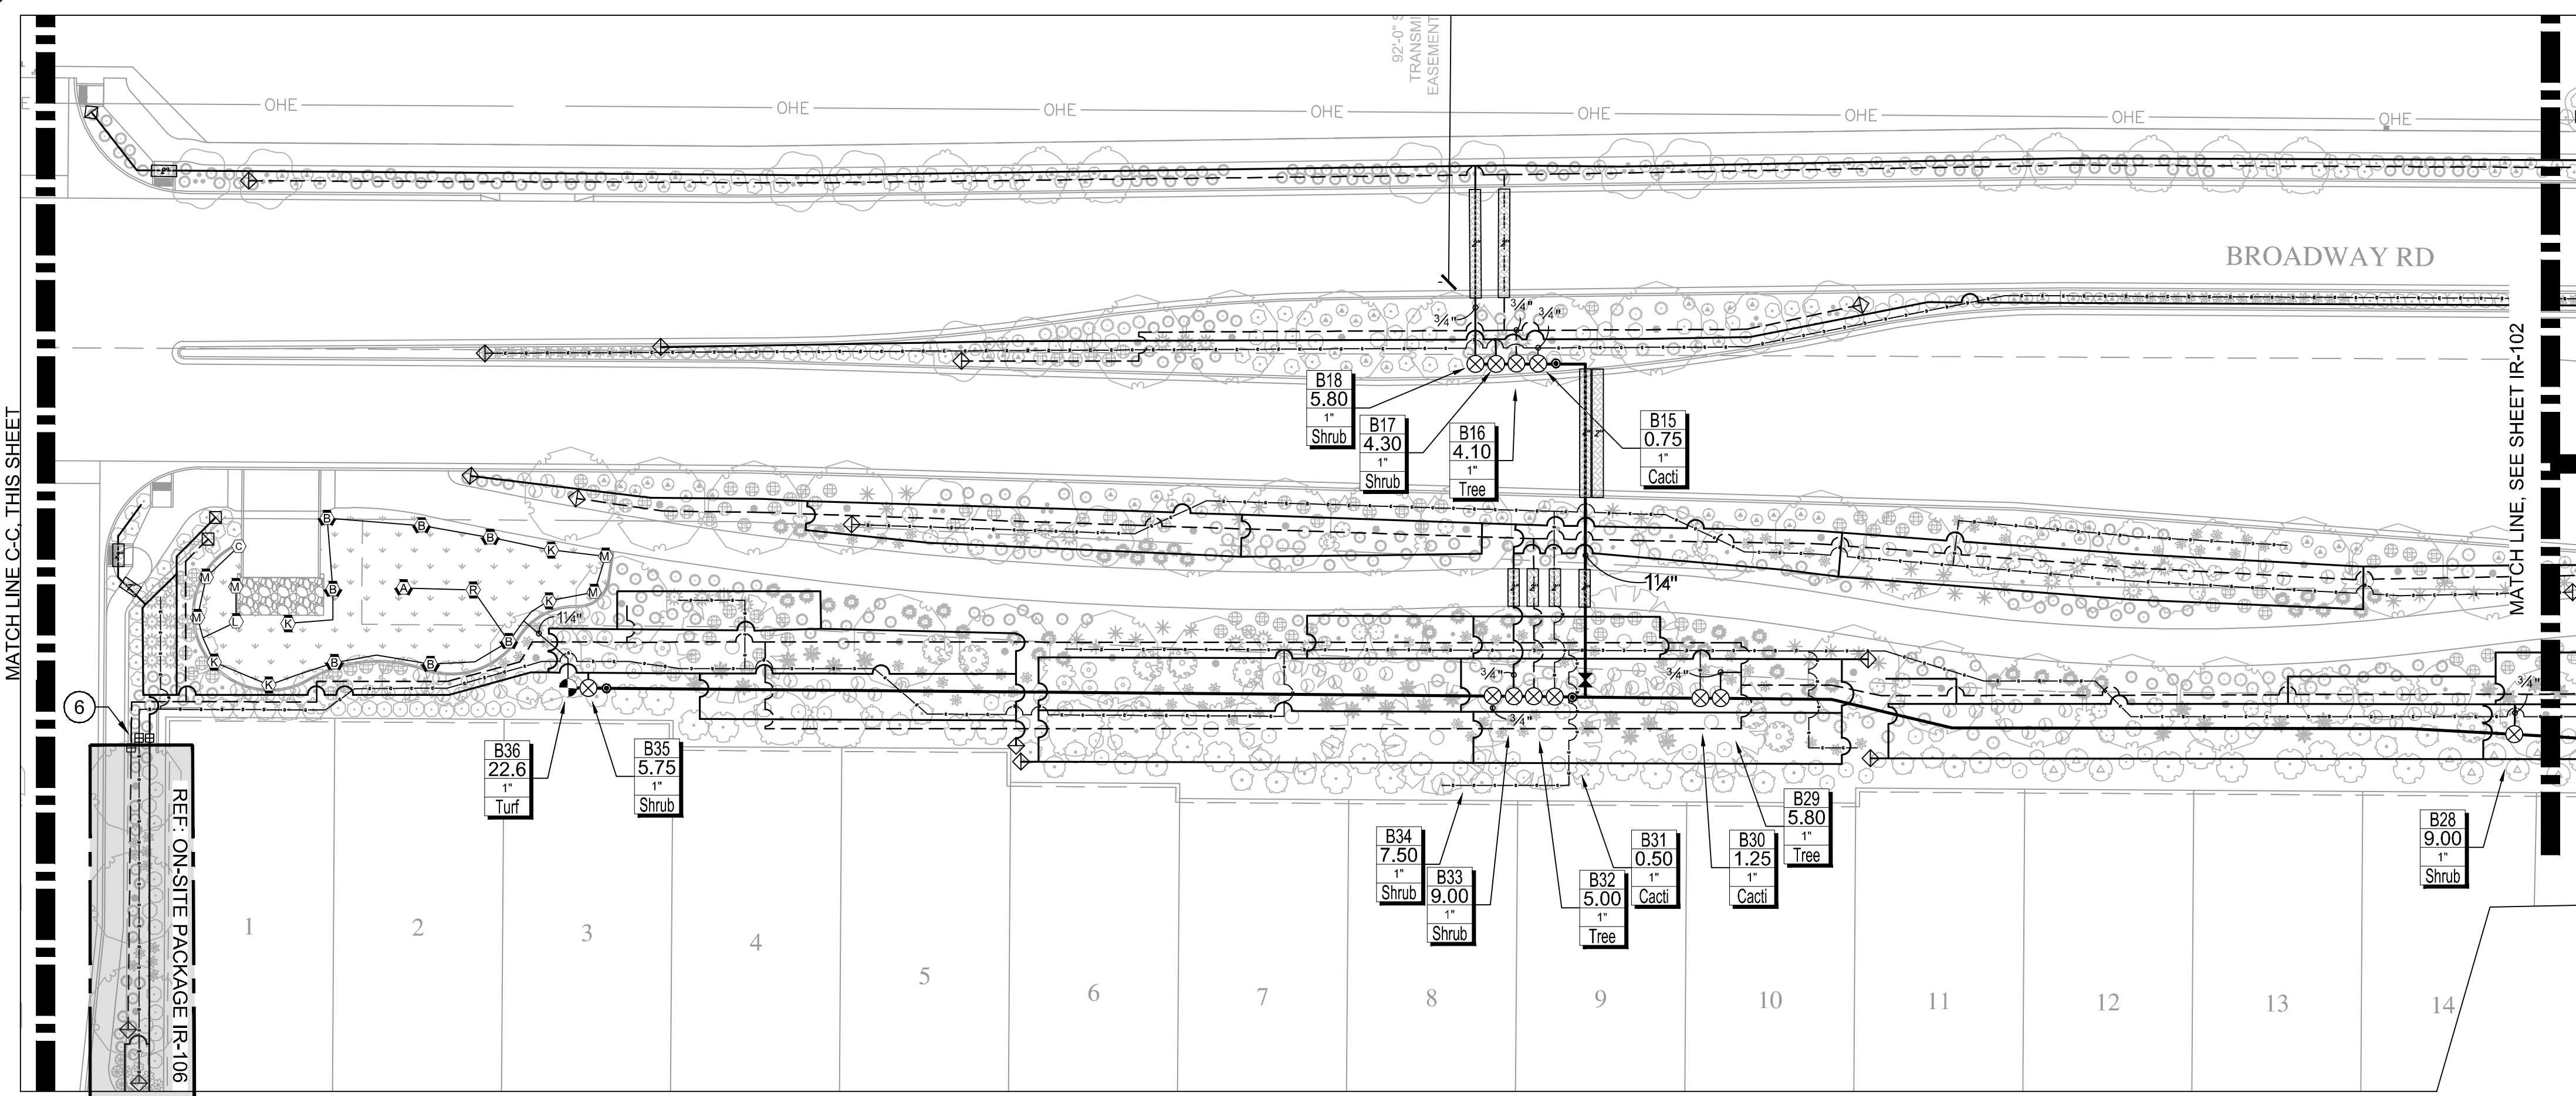 92'-0" S
TRANSMI
EASEMENT
OHE
OHE
OHE
OHE
OHE
OHE
OHE
OHE
BROADWAY RD
MATCH LINE C-C, THIS SHEET
MATCH LINE, SEE SHEET IR-102
2"
2"
3/4"
3/4"
3/4"
B18
5.80
1"
Shrub
B17
4.30
1"
Shrub
B16
4.10
1"
Tree
B15
0.75
1"
Cacti
2"
B
B
B
K
M
C
M
M
B
A
R
K
M
M
L
K
B
K
B
B
K
1¼"
1¼"
3/4"
3/4"
3/4"
3/4"
6
B36
22.6
1"
Turf
B35
5.75
1"
Shrub
B34
7.50
1"
Shrub
B33
9.00
1"
Shrub
B32
5.00
1"
Tree
B31
0.50
1"
Cacti
B30
1.25
1"
Cacti
B29
5.80
1"
Tree
B28
9.00
1"
Shrub
REF: ON-SITE PACKAGE IR-106
1
2
3
4
5
6
7
8
9
10
11
12
13
14